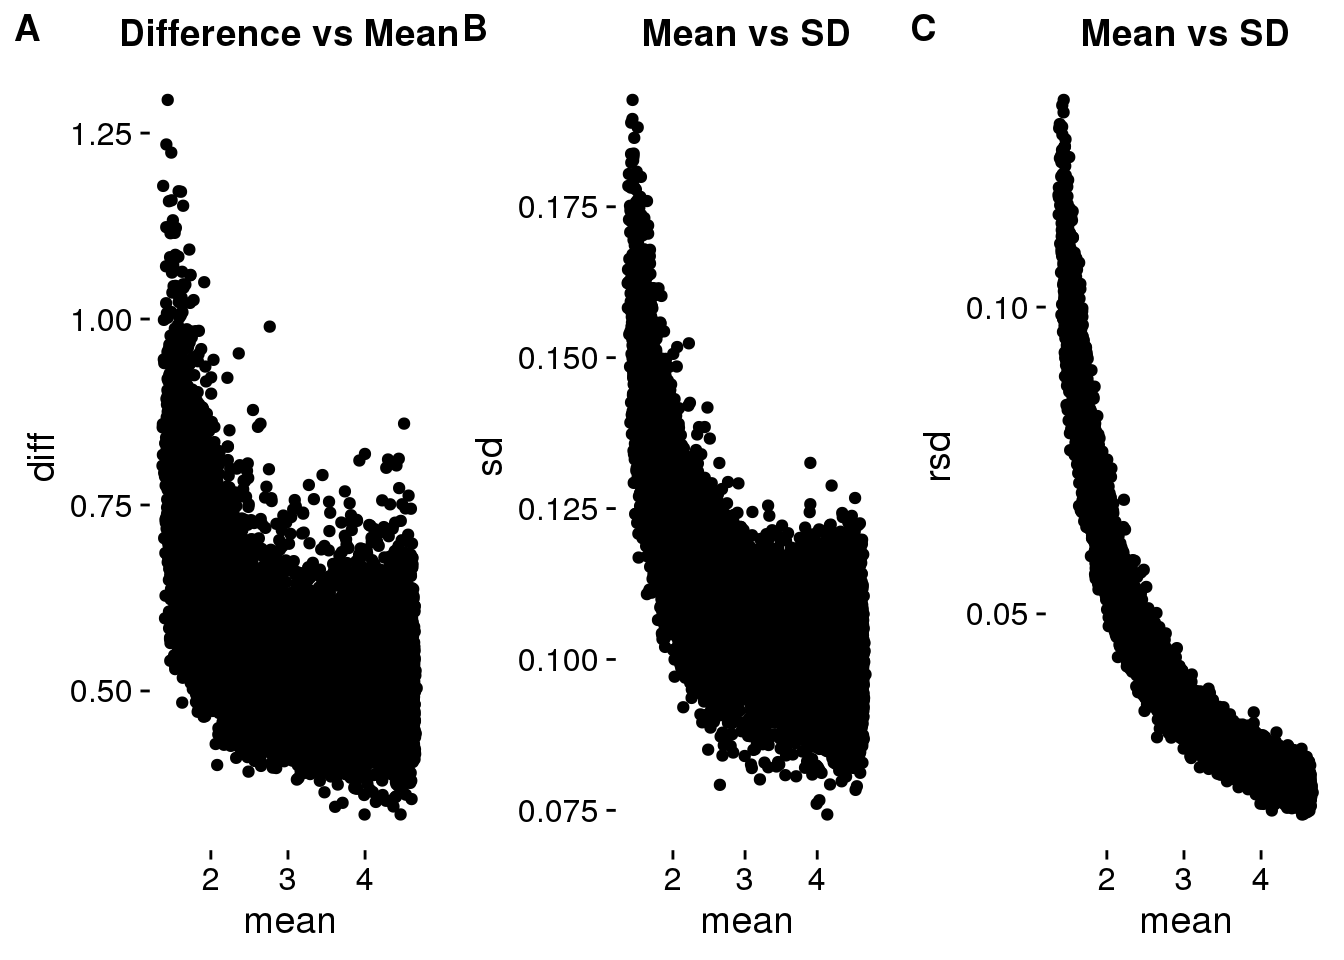 A Difference vs Mean
diff
1.25
1.00
0.75
0.50
2 3 4
mean
B Mean vs SD
sd
0.175
0.150
0.125
0.100
0.075
2 3 4
mean
C Mean vs SD
rsd
0.10
0.05
2 3 4
mean